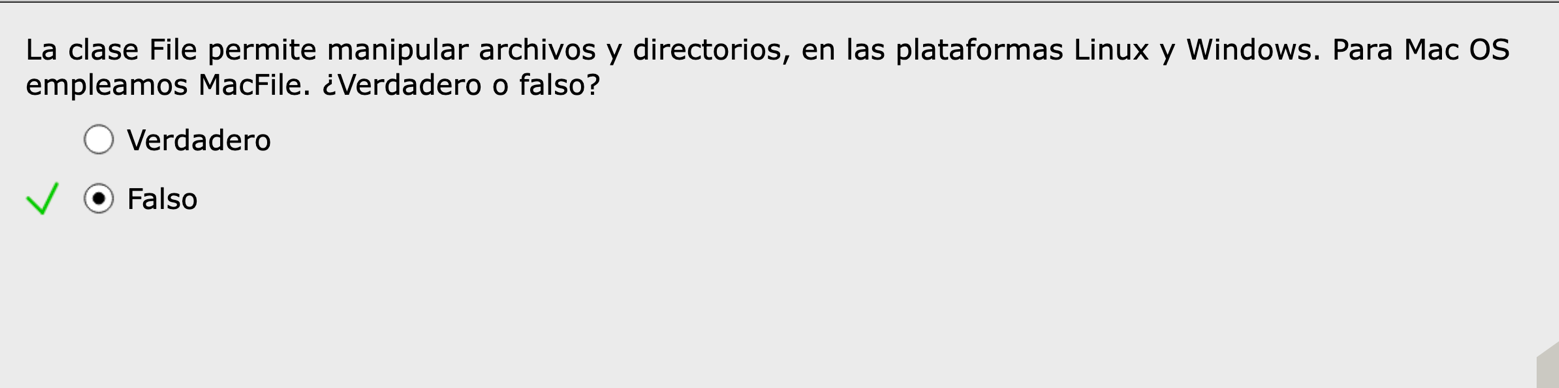 La clase File permite manipular archivos y directorios, en las plataformas Linux y Windows. Para Mac OS
empleamos MacFile. ¿Verdadero o falso?
Verdadero
Falso